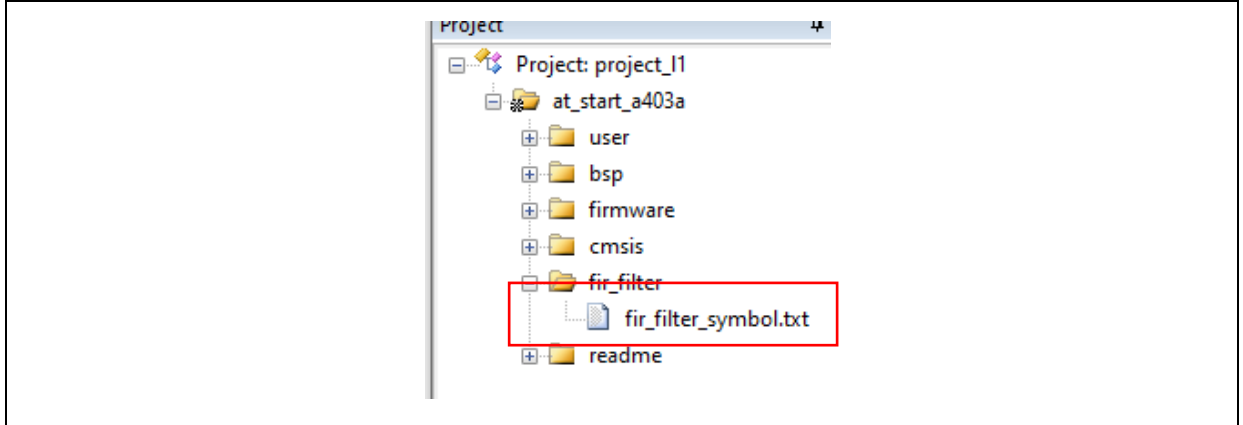 Project
Project: project_l1
at_start_a403a
user
bsp
firmware
cmsis
fir_filter
fir_filter_symbol.txt
readme